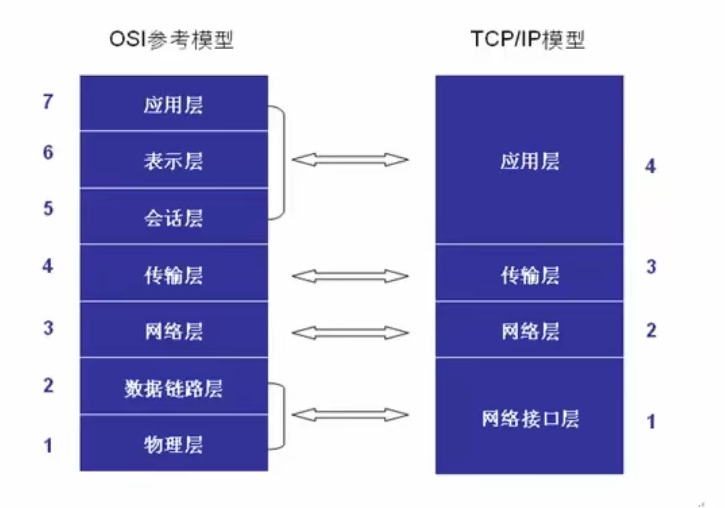 OSI参考模型
TCP/IP模型
7
应用层
6
表示层
5
会话层
4
传输层
3
网络层
2
数据链路层
1
物理层
应用层
4
传输层
3
网络层
2
网络接口层
1